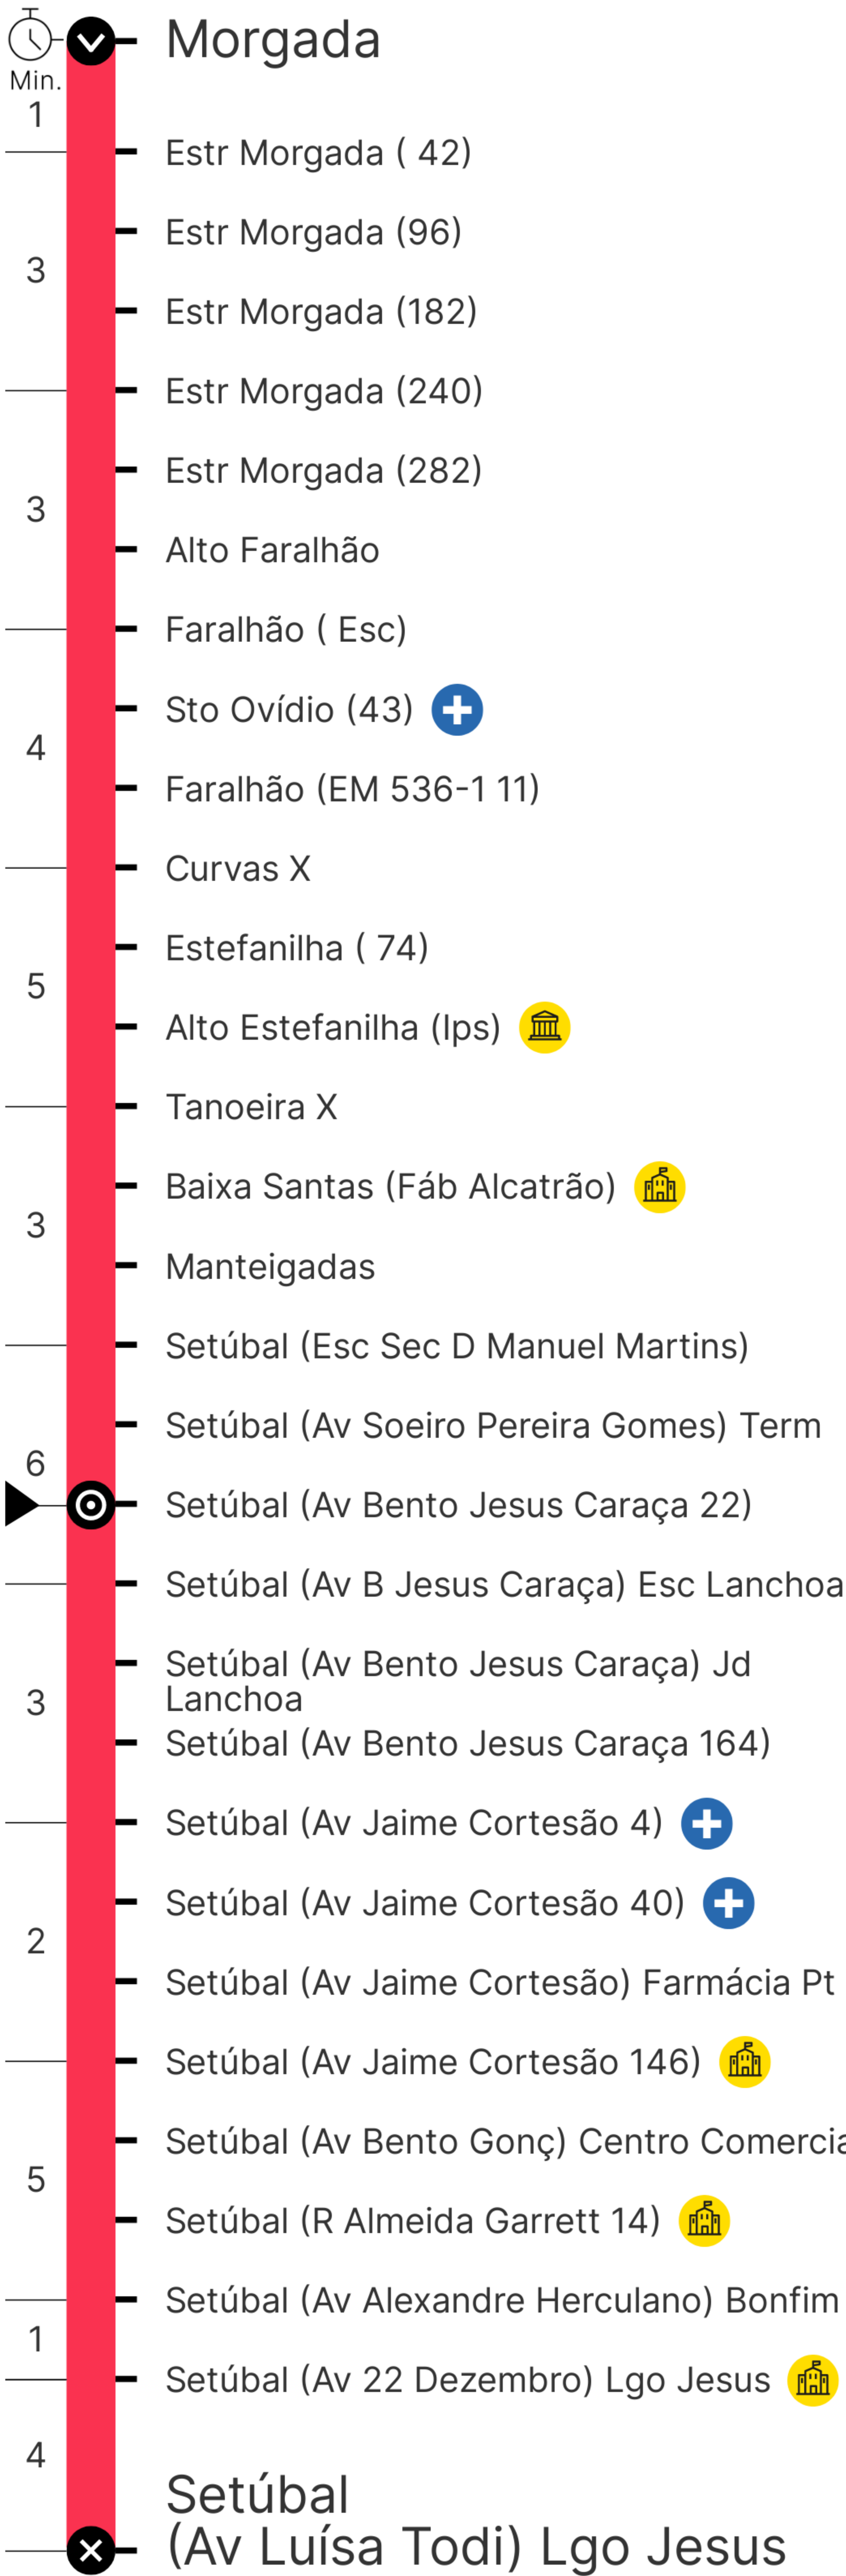 Morgada
Min.
1
Estr Morgada ( 42)
Estr Morgada (96)
3
Estr Morgada (182)
Estr Morgada (240)
Estr Morgada (282)
3
Alto Faralhão
Faralhão ( Esc)
Sto Ovídio (43)
4
Faralhão (EM 536-1 11)
Curvas X
Estefanilha ( 74)
5
Alto Estefanilha (Ips)
Tanoeira X
Baixa Santas (Fáb Alcatrão)
3
Manteigadas
Setúbal (Esc Sec D Manuel Martins)
Setúbal (Av Soeiro Pereira Gomes) Term
6
Setúbal (Av Bento Jesus Caraça 22)
Setúbal (Av B Jesus Caraça) Esc Lanchoa
Setúbal (Av Bento Jesus Caraça) Jd
Lanchoa
3
Setúbal (Av Bento Jesus Caraça 164)
Setúbal (Av Jaime Cortesão 4)
Setúbal (Av Jaime Cortesão 40)
2
Setúbal (Av Jaime Cortesão) Farmácia Pt
Setúbal (Av Jaime Cortesão 146)
Setúbal (Av Bento Gonç) Centro Comercia
5
Setúbal (R Almeida Garrett 14)
Setúbal (Av Alexandre Herculano) Bonfim
1
Setúbal (Av 22 Dezembro) Lgo Jesus
4
Setúbal
(Av Luísa Todi) Lgo Jesus